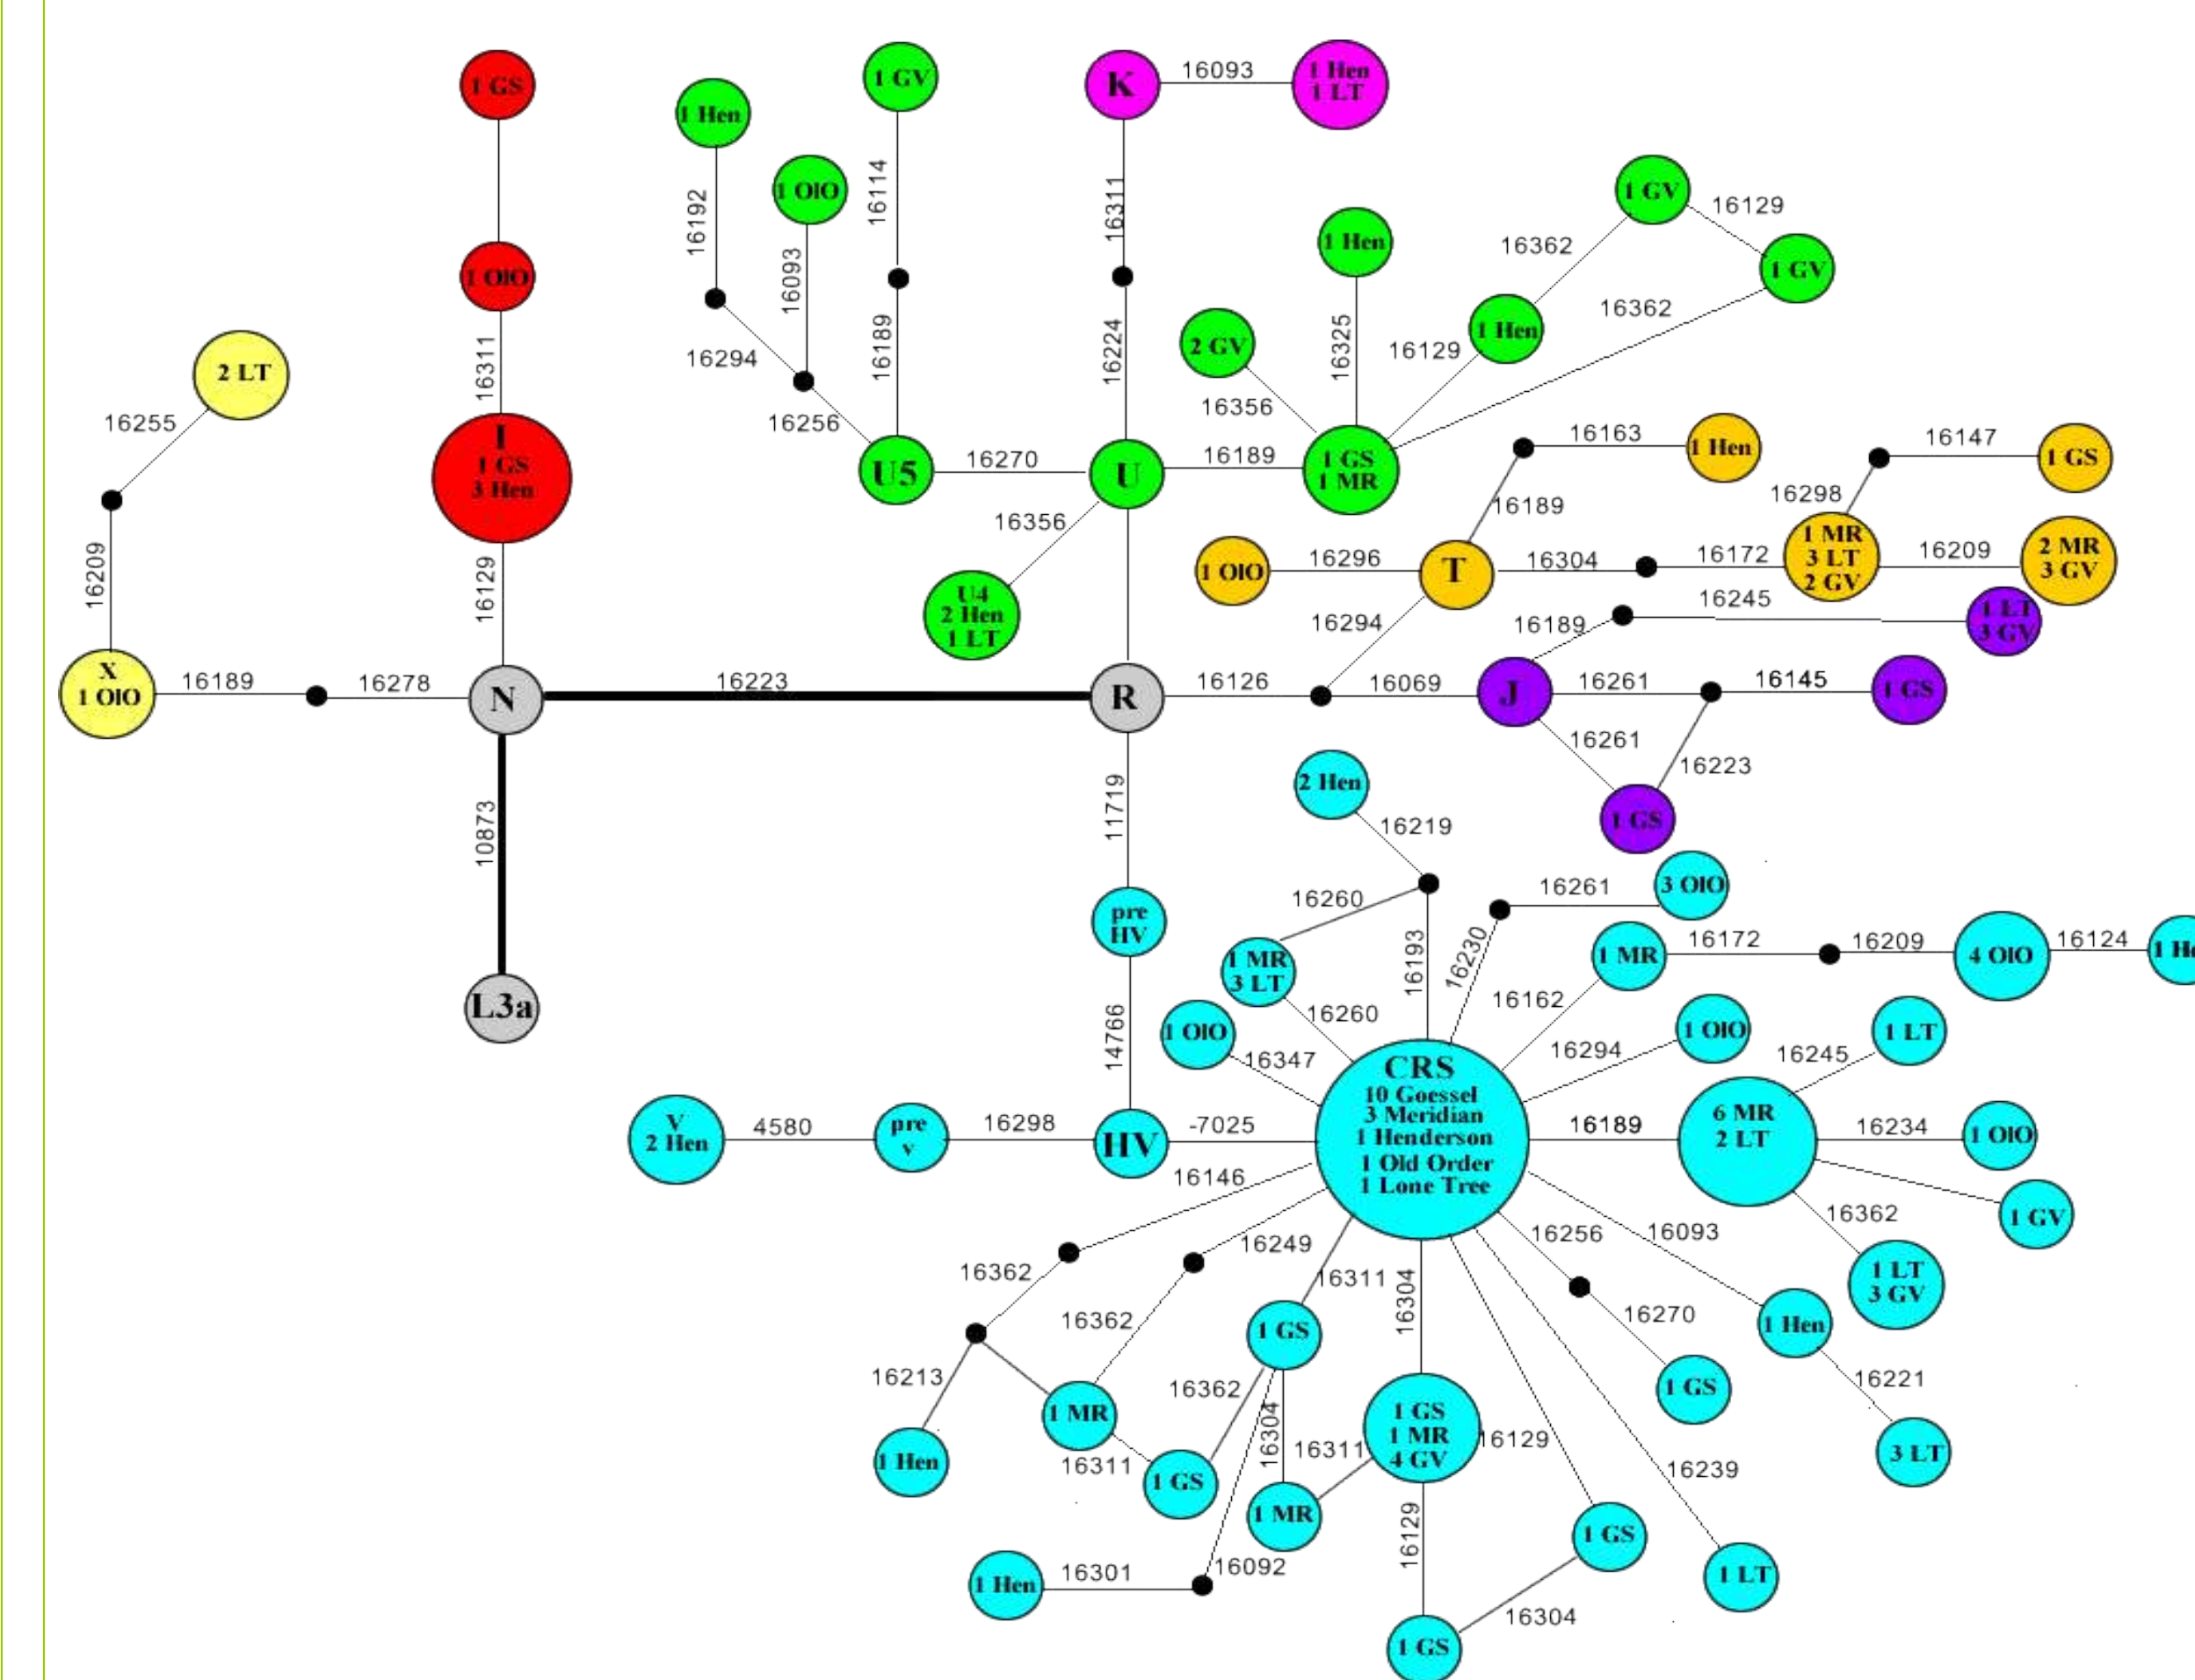 1 GS
1 GV
K
16093
1 Hen
1 LT
1 Hen
1 OIO
16192
16093
16114
16311
1 GV
16129
1 GV
1 Hen
16362
16362
1 OIO
16311
2 LT
16255
16294
16256
16189
16224
2 GV
16356
16325
16129
1 Hen
I
1 GS
3 Hen
U5
16270
U
16189
1 GS
1 MR
16163
1 Hen
16147
1 GS
16189
16298
16209
16129
16356
U4
2 Hen
1 LT
1 OIO
16296
T
16304
16172
1 MR
3 LT
2 GV
16209
2 MR
3 GV
16294
16189
16245
1 LT
3 GV
X
1 OIO
16189
16278
N
16223
R
16126
16069
J
16261
16145
1 GS
16261
16223
1 GS
10873
L3a
11719
pre
HV
14766
2 Hen
16219
16260
16193
16230
16261
3 OIO
1 MR
3 LT
16260
1 OIO
16347
1 MR
16172
16209
4 OIO
16124
1 He
16162
16294
1 OIO
CRS
10 Goessel
3 Meridian
1 Henderson
1 Old Order
1 Lone Tree
V
2 Hen
4580
pre
v
16298
HV
-7025
16189
6 MR
2 LT
16245
1 LT
16234
1 OIO
1 GV
16362
1 LT
3 GV
16146
16249
16311
16304
16256
16093
16270
1 Hen
16221
3 LT
1 GS
16362
16362
1 GS
16213
1 Hen
1 MR
16311
1 GS
16362
16304
16311
1 MR
1 GS
1 MR
4 GV
16129
16239
1 GS
1 LT
1 Hen
16301
16092
16129
16304
1 GS